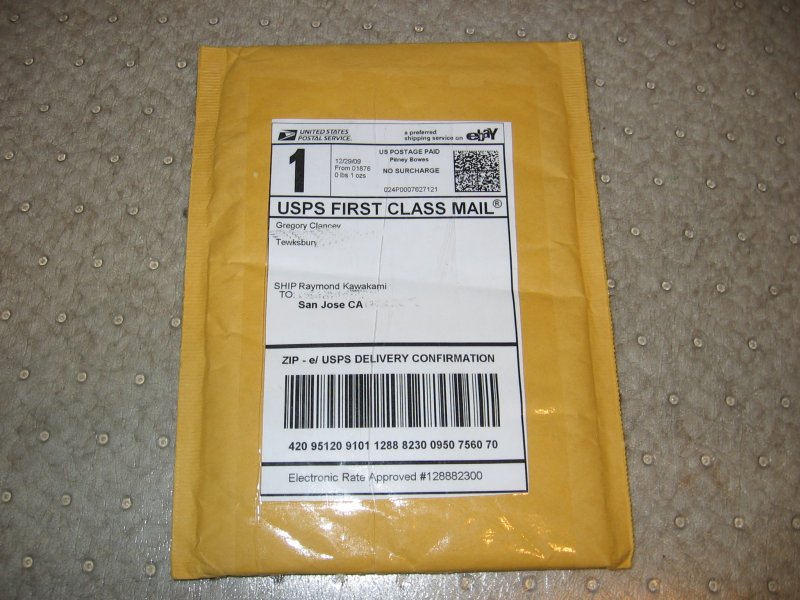 UNITED STATES
POSTAL SERVICE
a preferred
shipping service on ebaY
1
12/29/09
From 01876
0 lbs 1 ozs
US POSTAGE PAID
Pitney Bowes
NO SURCHARGE
024P0007627121
USPS FIRST CLASS MAIL®
Gregory Clancey
Tewksbury
SHIP Raymond Kawakami
TO:
San Jose CA
ZIP - e/ USPS DELIVERY CONFIRMATION
420 95120 9101 1288 8230 0950 7560 70
Electronic Rate Approved #128882300